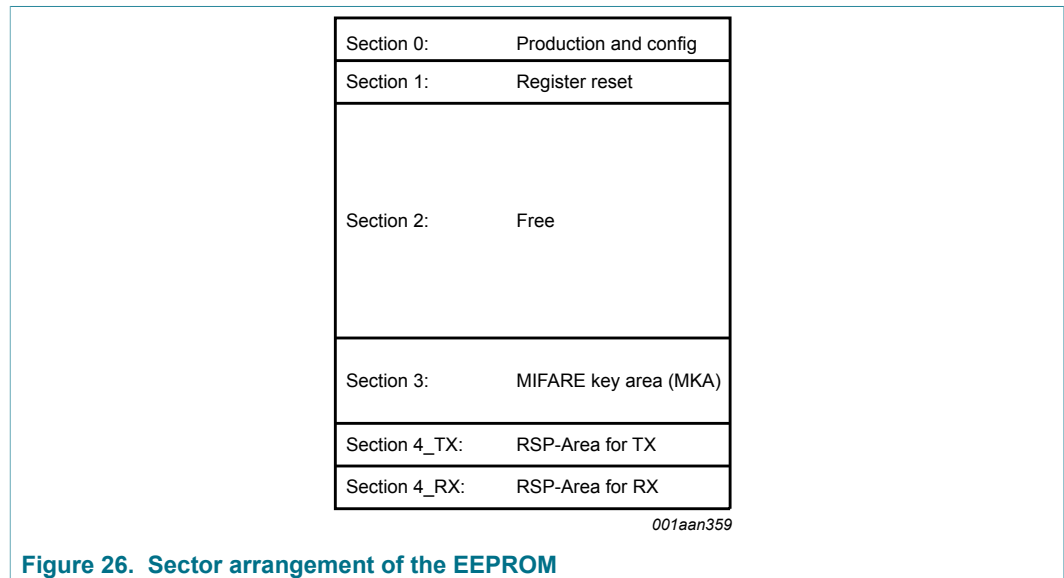 Section 0: Production and config
Section 1: Register reset
Section 2: Free
Section 3: MIFARE key area (MKA)
Section 4_TX: RSP-Area for TX
Section 4_RX: RSP-Area for RX
001aan359
Figure 26. Sector arrangement of the EEPROM